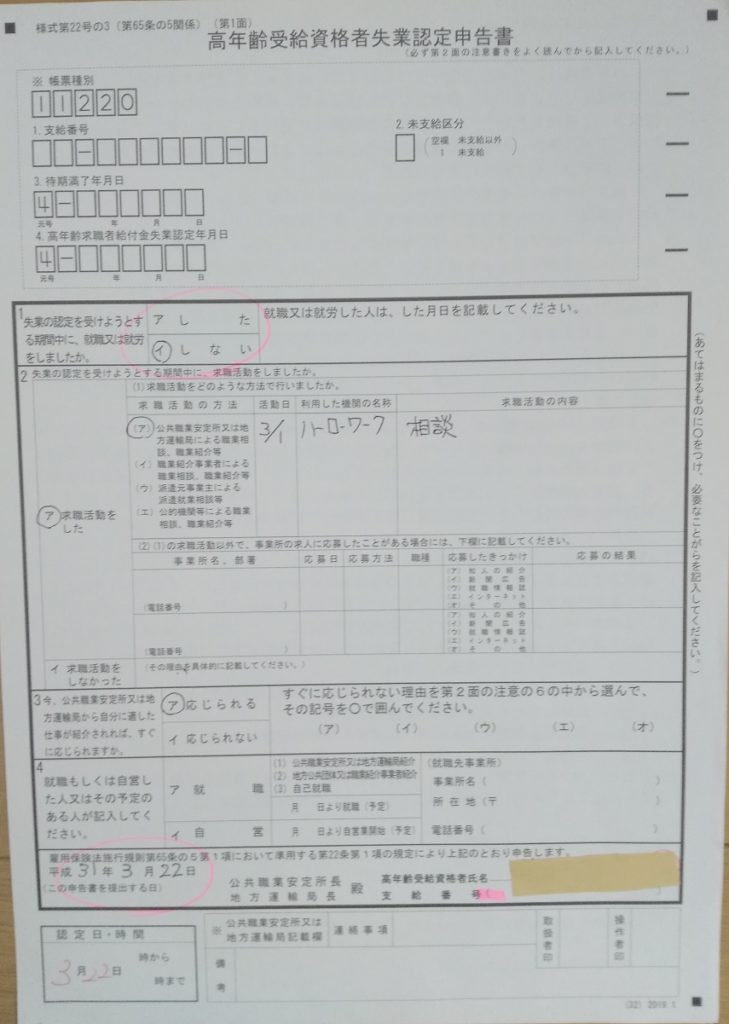 様式第22号の3(第65条の5関係)(第1面)
高年齢受給資格者失業認定申告書
(必ず第2面の注意書きをよく読んでから記入してください。)
※ 帳票種別
11220
1.支給番号
2.未支給区分
空欄 未支給以外
1 未支給
3.待期満了年月日
4-
元号 年 月 日
4.高年齢求職者給付金失業認定年月日
4-
元号 年 月 日
1 失業の認定を受けようとする期間中に、就職又は就労をしましたか。
ア した
イ しない
就職又は就労した人は、した月日を記載してください。
2 失業の認定を受けようとする期間中に、求職活動をしましたか。
(1)求職活動をどのような方法で行いましたか。
求職活動の方法 活動日 利用した機関の名称 求職活動の内容
ア 求職活動をした
(ア)公共職業安定所又は地方運輸局による職業相談、職業紹介等
3/1 ハローワーク 相談
(イ)職業紹介事業者による職業相談、職業紹介等
(ウ)派遣元事業主による派遣就業相談等
(エ)公的機関等による職業相談、職業紹介等
(2)(1)の求職活動以外で、事業所の求人に応募したことがある場合には、下欄に記載してください。
事業所名、部署 応募日 応募方法 職種 応募したきっかけ 応募の結果
(電話番号 )
(ア)知人の紹介
(イ)新聞広告
(ウ)就職情報誌
(エ)インターネット
(オ)その他
(電話番号 )
(ア)知人の紹介
(イ)新聞広告
(ウ)就職情報誌
(エ)インターネット
(オ)その他
イ 求職活動をしなかった
(その理由を具体的に記載してください。)
3 今、公共職業安定所又は地方運輸局から自分に適した仕事が紹介されれば、すぐに応じられますか。
ア 応じられる
イ 応じられない
すぐに応じられない理由を第2面の注意の6の中から選んで、
その記号を〇で囲んでください。
(ア) (イ) (ウ) (エ) (オ)
4 就職もしくは自営した人又はその予定のある人が記入してください。
ア 就職
(1) 公共職業安定所又は地方運輸局紹介
(2) 地方公共団体又は職業紹介事業者紹介
(3) 自己就職
月 日より就職(予定)
イ 自営
月 日より自営業開始(予定)
(就職先事業所)
事業所名( )
所在地(〒
電話番号( )
(あてはまるものに〇をつけ、必要なことがらを記入してください。)
雇用保険法施行規則第65条の5第1項において準用する第22条第1項の規定により上記のとおり申告します。
平成 31年 3月 22日
(この申告書を提出する日)
公共職業安定所長
地方運輸局長 殿
高年齢受給資格者氏名
支給番号( )
認定日・時間
3月22日
時から
時まで
※ 公共職業安定所又は地方運輸局記載欄
連絡事項
備考
取扱者印
操作者印
(32) 2019.1